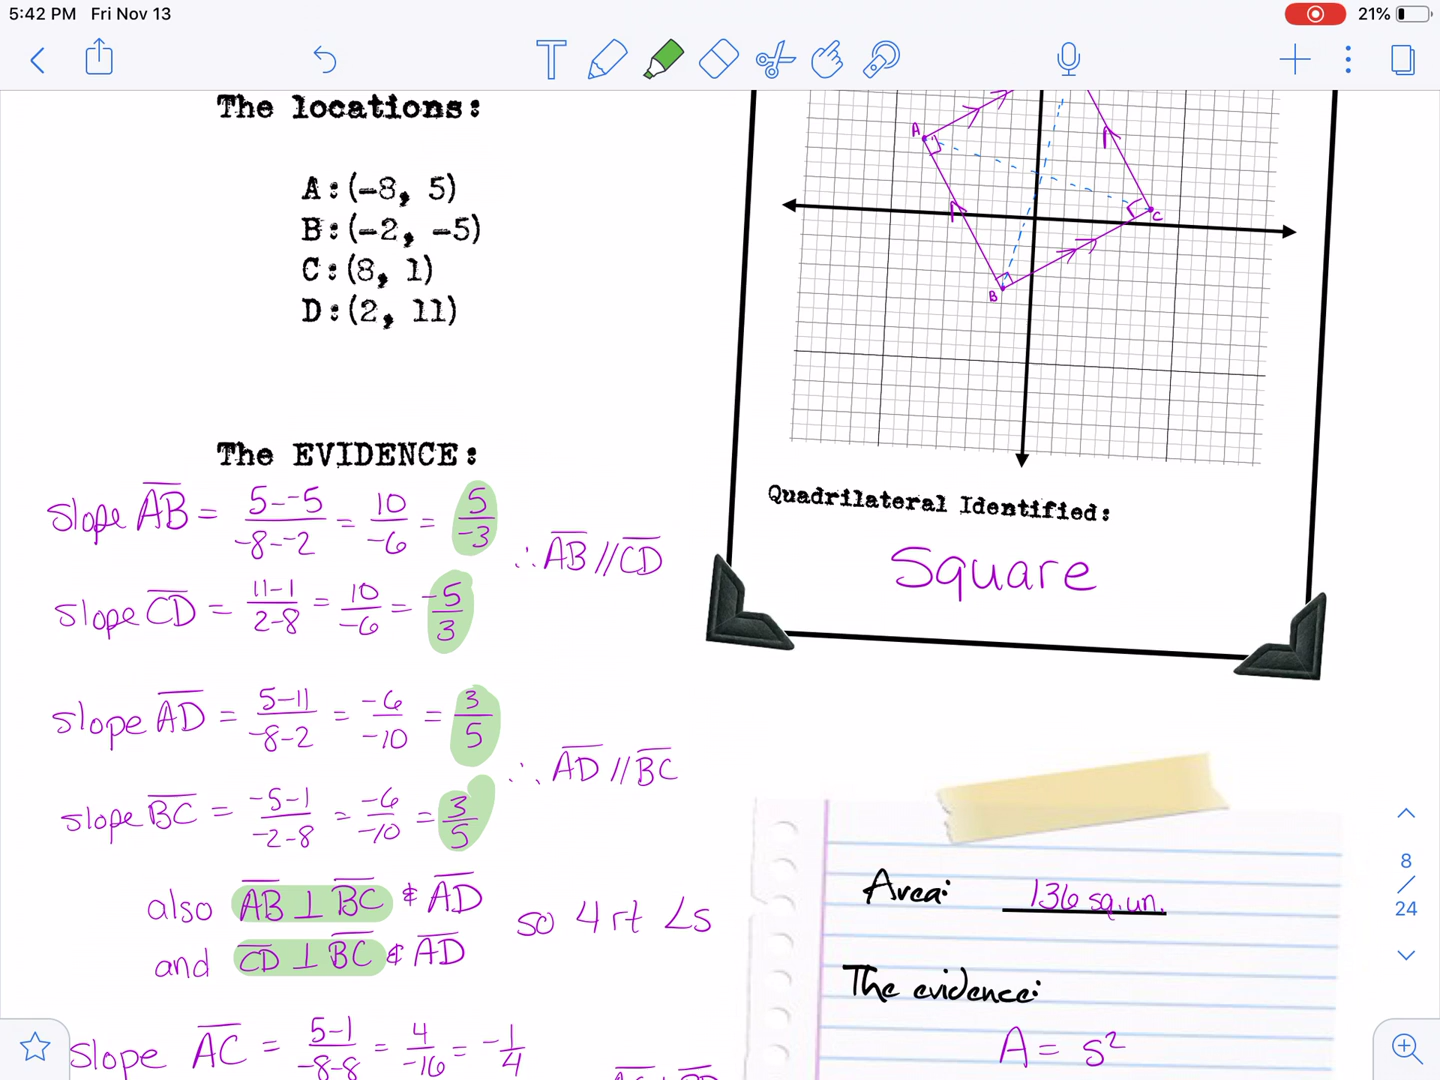 5:42 PM Fri Nov 13
21%
The locations:
A:(-8, 5)
B:(-2, -5)
C:(8, 1)
D:(2, 11)
A
B
C
Quadrilateral Identified:
Square
The EVIDENCE:
slope AB = 5--5/-8--2 = 10/-6 = 5/-3
∴ AB // CD
slope CD = 11-1/2-8 = 10/-6 = -5/3
slope AD = 5-11/-8-2 = -6/-10 = 3/5
∴ AD // BC
slope BC = -5-1/-2-8 = -6/-10 = 3/5
also AB ⊥ BC & AD
so 4 rt ∠s
and CD ⊥ BC & AD
slope AC = 5-1/-8-8 = 4/-16 = -1/4
Area: 136 sq.un.
The evidence:
A = s²
8
/
24